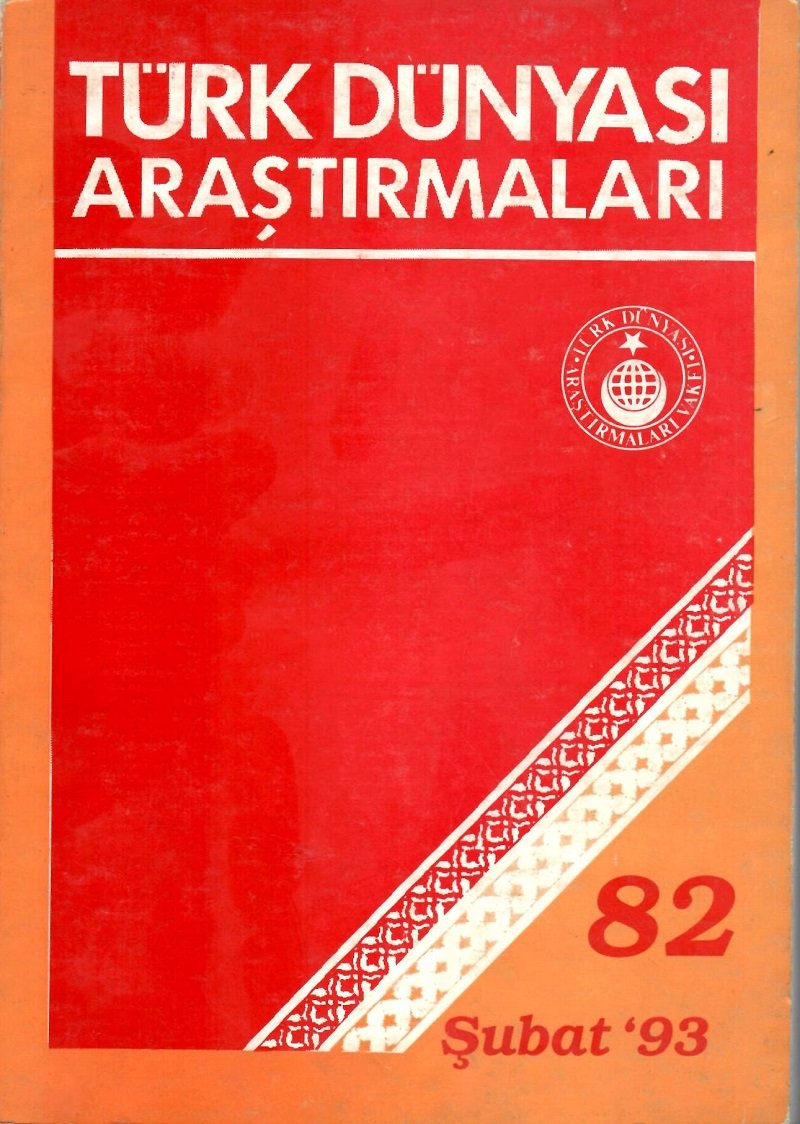 TÜRK DÜNYASI
ARAŞTIRMALARI
TÜRK DÜNYASI
ARAŞTIRMALARI VAKFI
82
Şubat '93